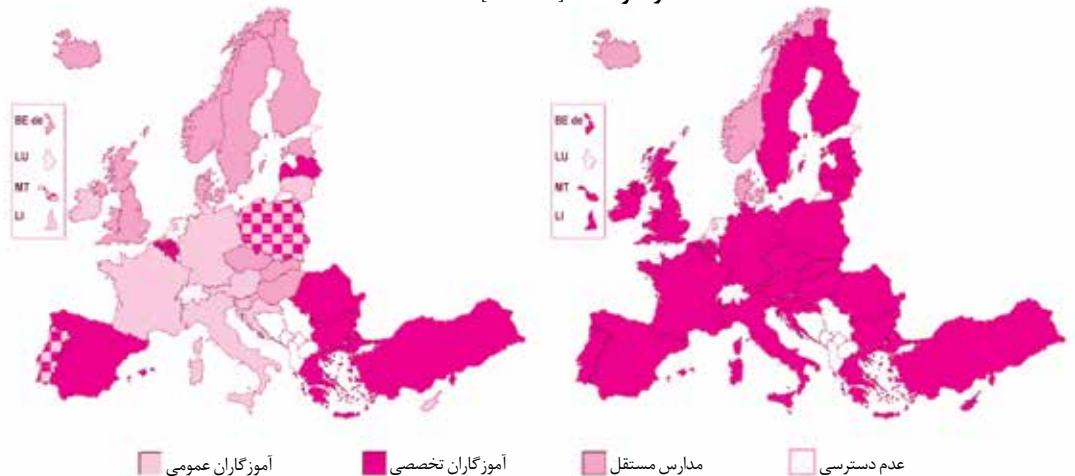 BE de
LU
MT
LI
BE de
LU
MT
LI
عدم دسترسی
مدارس مستقل
آموزگاران تخصصی
آموزگاران عمومی